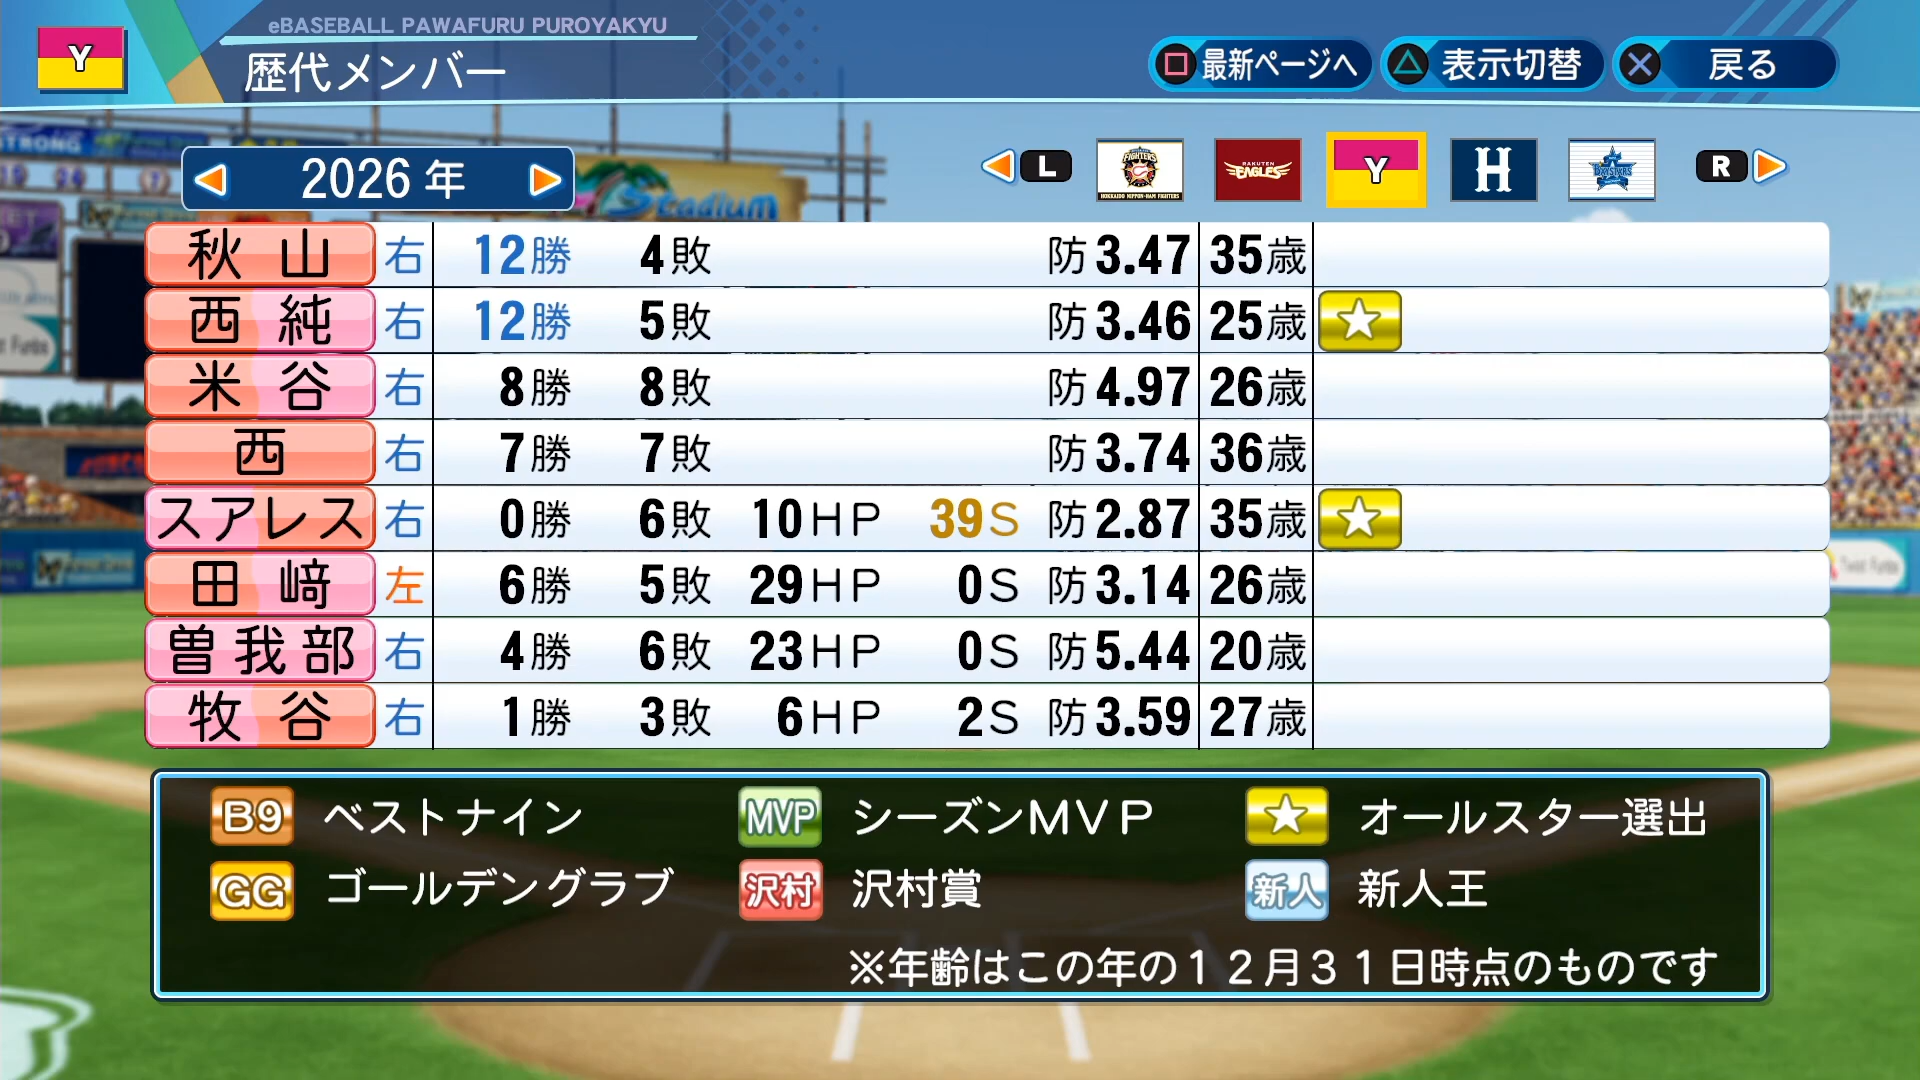 eBASEBALL PAWAFURU PUROYAKYU
Y
歴代メンバー
最新ページへ
表示切替
戻る
2026年
L
FIGHTERS
HOKKAIDO NIPPON-HAM FIGHTERS
RAKUTEN
EAGLES
Y
H
R
STRONG
Stadium
秋山 右 12勝 4敗 防3.47 35歳
西純 右 12勝 5敗 防3.46 25歳
米谷 右 8勝 8敗 防4.97 26歳
西 右 7勝 7敗 防3.74 36歳
スアレス 右 0勝 6敗 10HP 39S 防2.87 35歳
田﨑 左 6勝 5敗 29HP 0S 防3.14 26歳
曽我部 右 4勝 6敗 23HP 0S 防5.44 20歳
牧谷 右 1勝 3敗 6HP 2S 防3.59 27歳
B9 ベストナイン MVP シーズンMVP オールスター選出
GG ゴールデングラブ 沢村 沢村賞 新人 新人王
※年齢はこの年の12月31日時点のものです